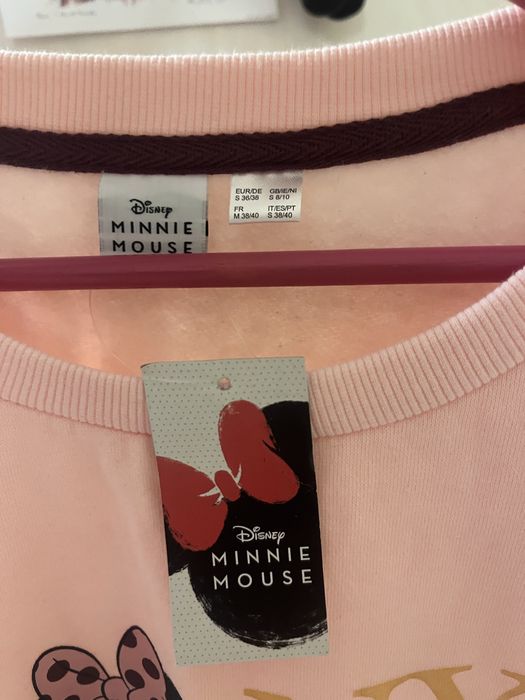 Disney
MINNIE
MOUSE
EUR/DE GB/IE/NI
S 36/38 S 8/10
FR IT/ES/PT
M 38/40 S 38/40
Disney
MINNIE
MOUSE